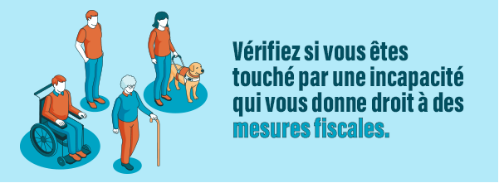 Vérifiez si vous êtes
touché par une incapacité
qui vous donne droit à des
mesures fiscales.